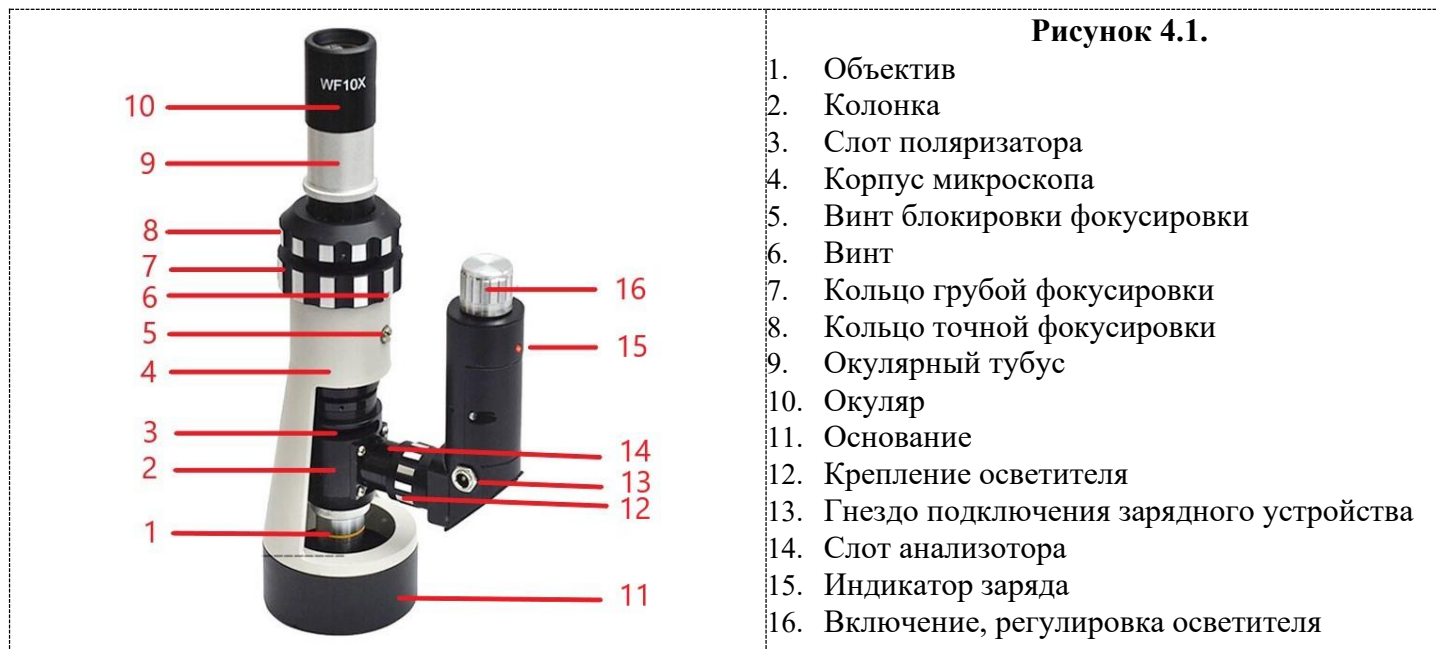 WF10X
10
9
8
7
6
5
4
3
2
1
16
15
14
13
12
11
Рисунок 4.1.
1. Объектив
2. Колонка
3. Слот поляризатора
4. Корпус микроскопа
5. Винт блокировки фокусировки
6. Винт
7. Кольцо грубой фокусировки
8. Кольцо точной фокусировки
9. Окулярный тубус
10. Окуляр
11. Основание
12. Крепление осветителя
13. Гнездо подключения зарядного устройства
14. Слот анализотора
15. Индикатор заряда
16. Включение, регулировка осветителя